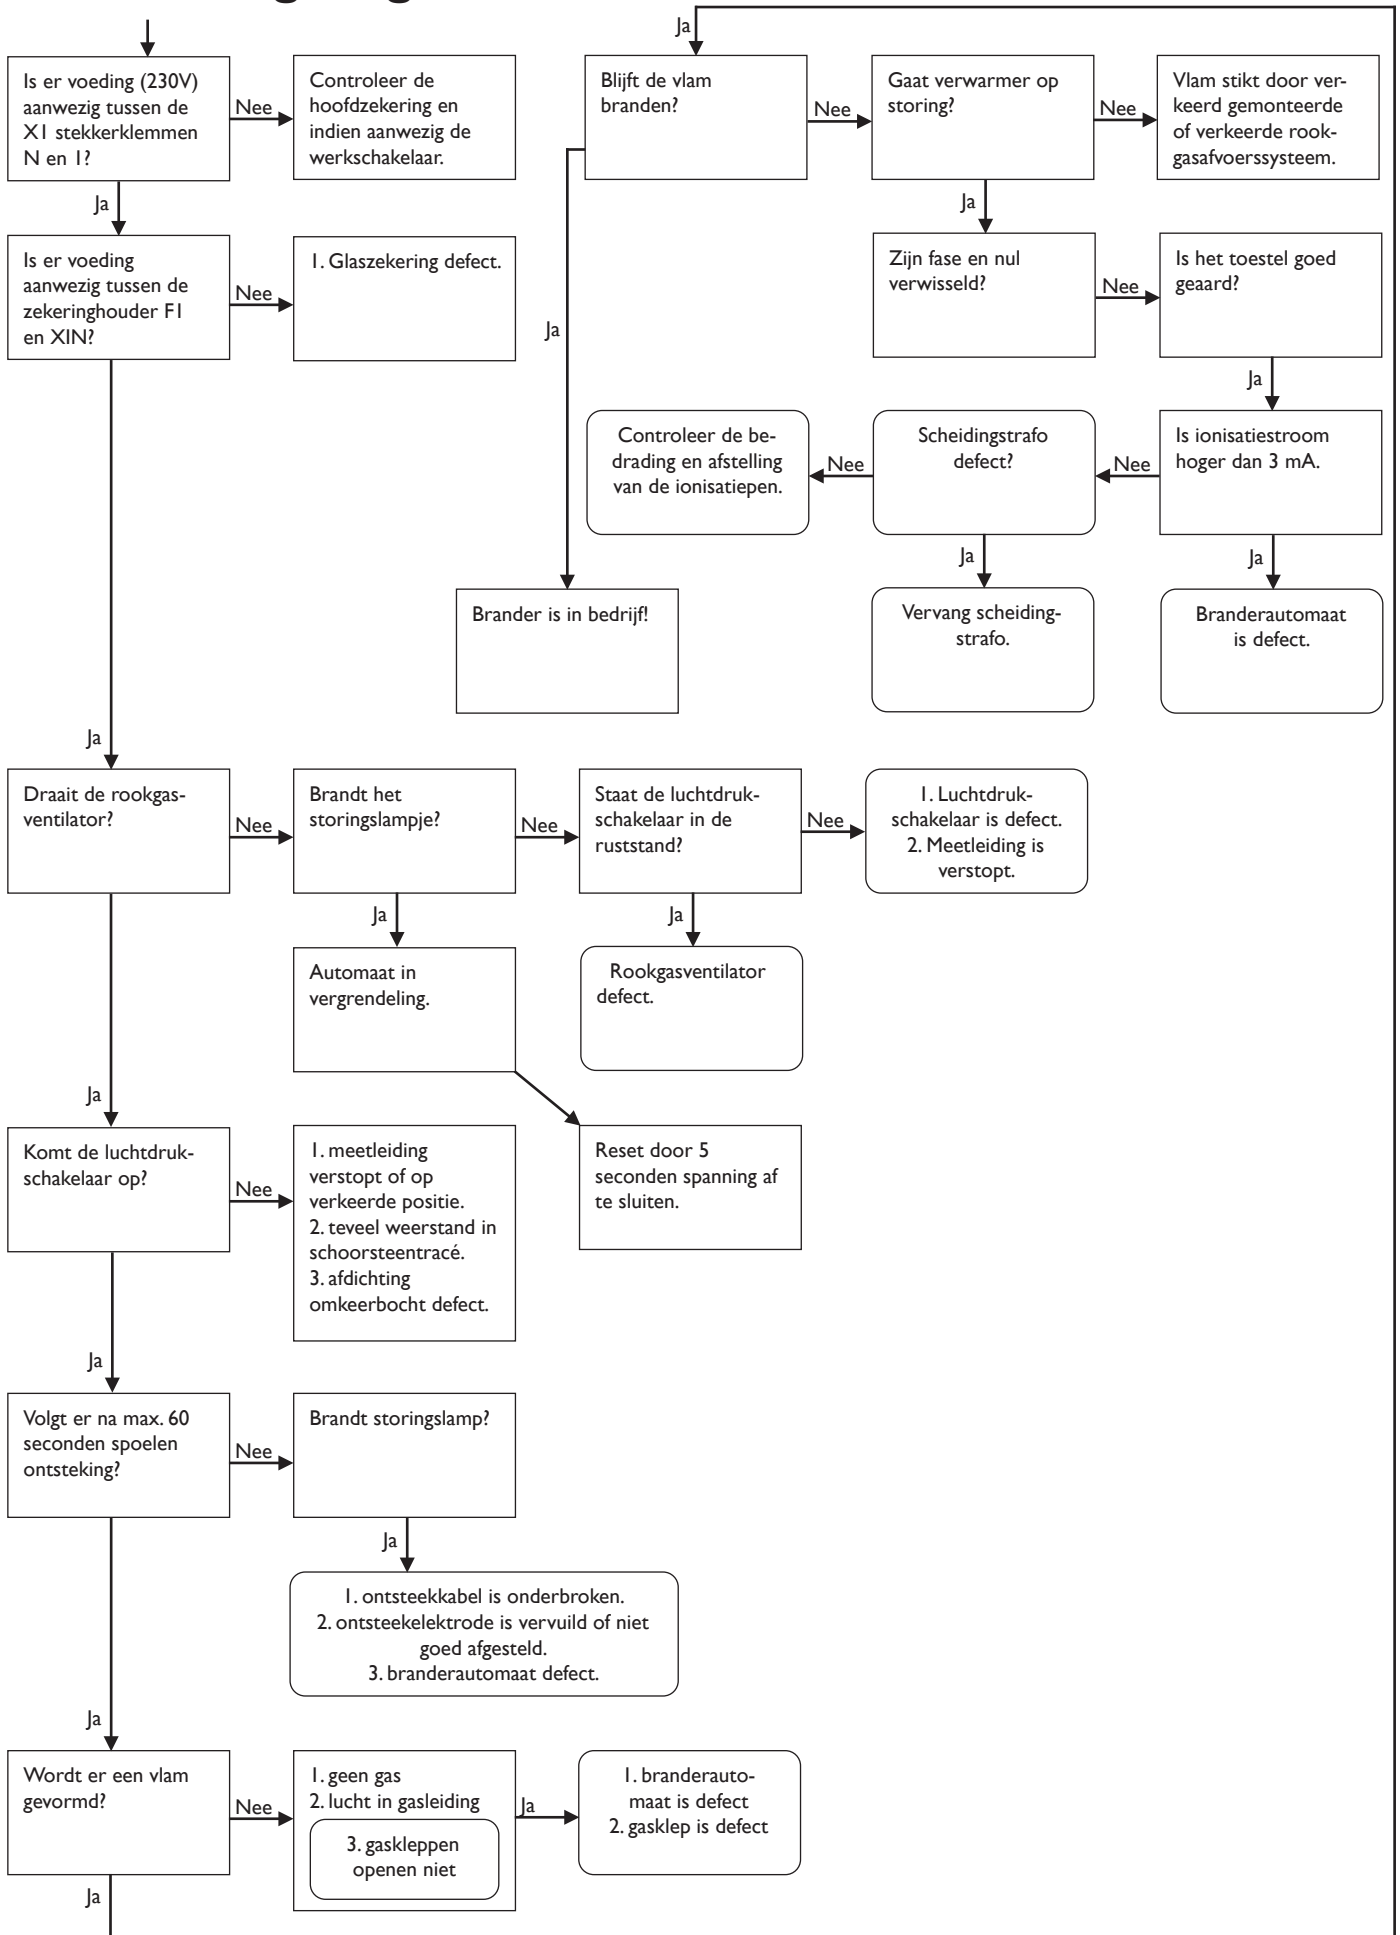 Ja
Is er voeding (230V)
aanwezig tussen de
X1 stekkerklemmen
N en 1?
Nee
Controleer de
hoofdzekering en
indien aanwezig de
werkschakelaar.
Blijft de vlam
branden?
Nee
Gaat verwarmer op
storing?
Nee
Vlam stikt door ver-
keerd gemonteerde
of verkeerde rook-
gasafvoerssysteem.
Ja
Ja
Is er voeding
aanwezig tussen de
zekeringhouder F1
en XIN?
Nee
1. Glaszekering defect.
Ja
Zijn fase en nul
verwisseld?
Nee
Is het toestel goed
geaard?
Ja
Controleer de be-
drading en afstelling
van de ionisatiepen.
Nee
Scheidingstrafo
defect?
Nee
Is ionisatiestroom
hoger dan 3 mA.
Ja
Ja
Brander is in bedrijf!
Vervang scheiding-
strafo.
Branderautomaat
is defect.
Ja
Draait de rookgas-
ventilator?
Nee
Brandt het
storingslampje?
Nee
Staat de luchtdruk-
schakelaar in de
ruststand?
Nee
1. Luchtdruk-
schakelaar is defect.
2. Meetleiding is
verstopt.
Ja
Ja
Automaat in
vergrendeling.
Rookgasventilator
defect.
Ja
Komt de luchtdruk-
schakelaar op?
Nee
1. meetleiding
verstopt of op
verkeerde positie.
2. teveel weerstand in
schoorsteentracé.
3. afdichting
omkeerbocht defect.
Reset door 5
seconden spanning af
te sluiten.
Ja
Volgt er na max. 60
seconden spoelen
ontsteking?
Nee
Brandt storingslamp?
Ja
1. ontsteekkabel is onderbroken.
2. ontsteekelektrode is vervuild of niet
goed afgesteld.
3. branderautomaat defect.
Ja
Wordt er een vlam
gevormd?
Nee
1. geen gas
2. lucht in gasleiding
3. gaskleppen
openen niet
Ja
1. branderauto-
maat is defect
2. gasklep is defect
Ja